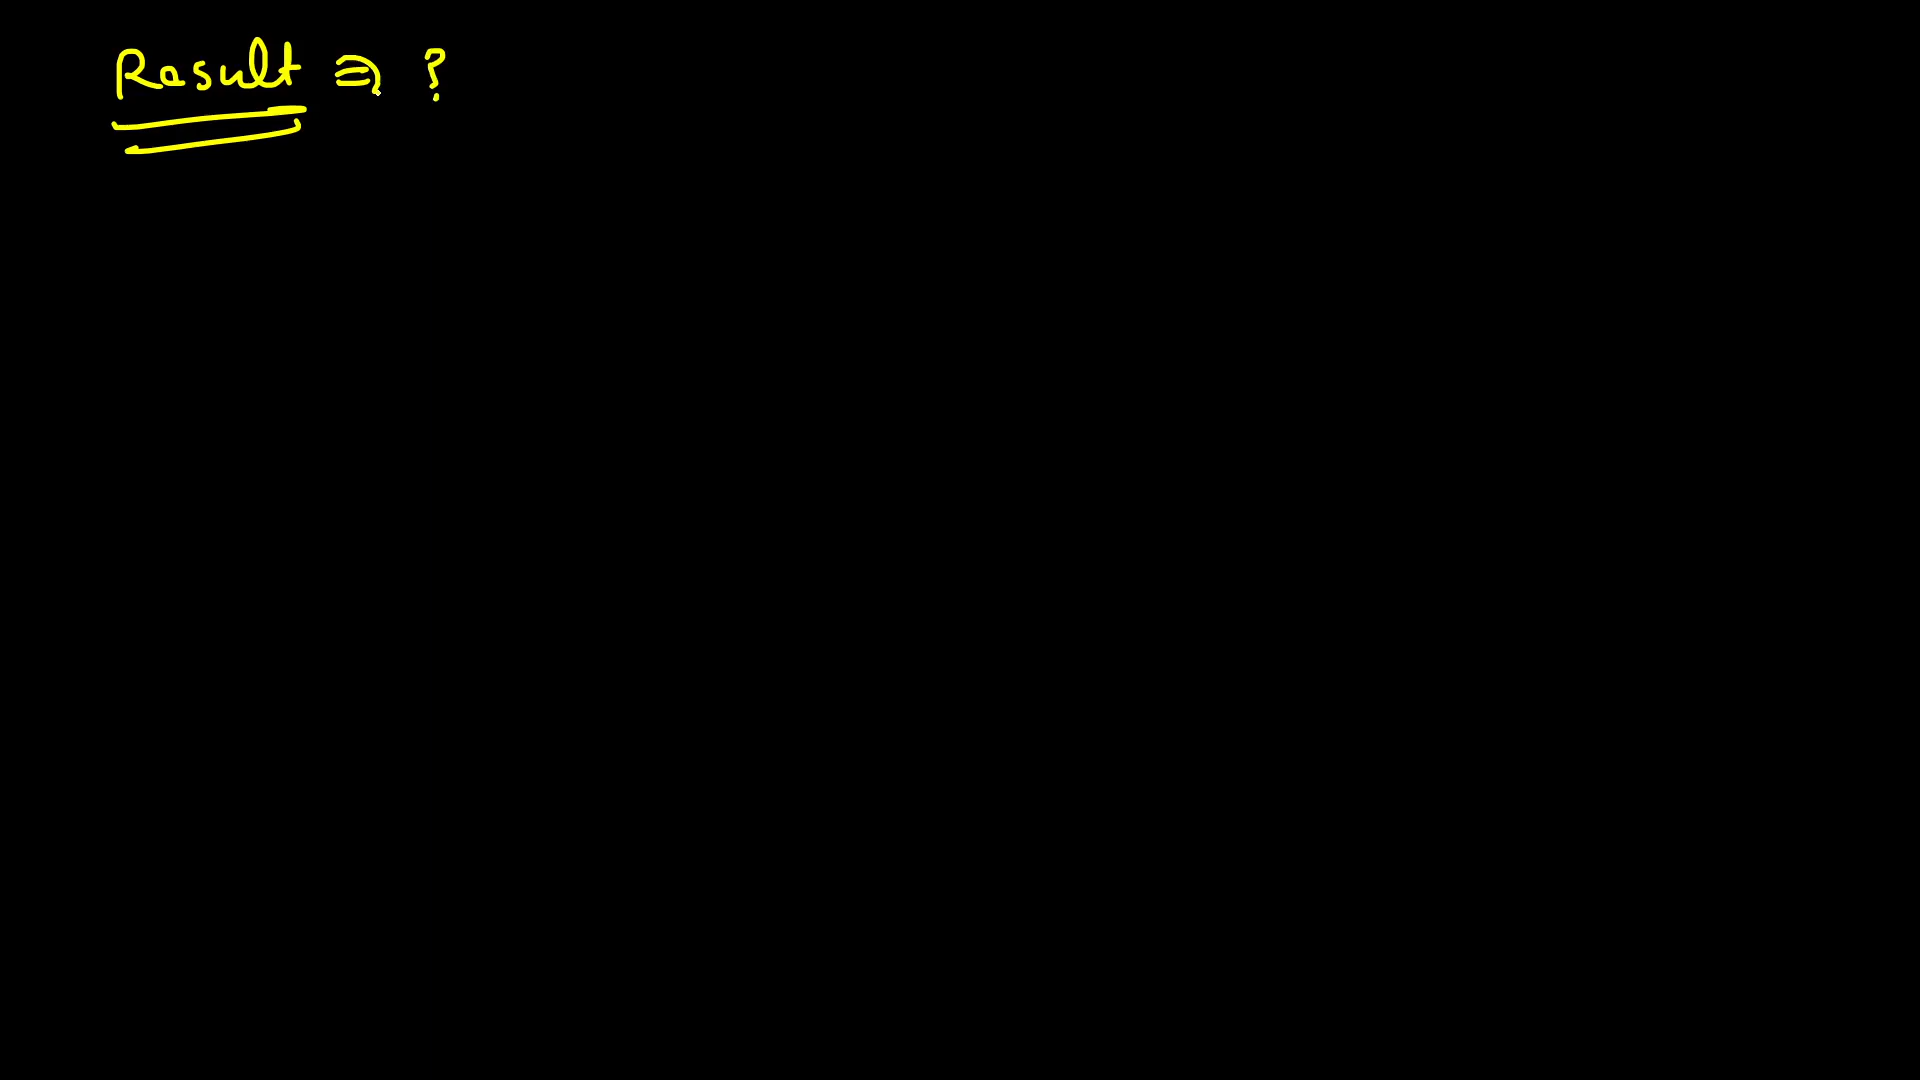 Result ⇒ ?